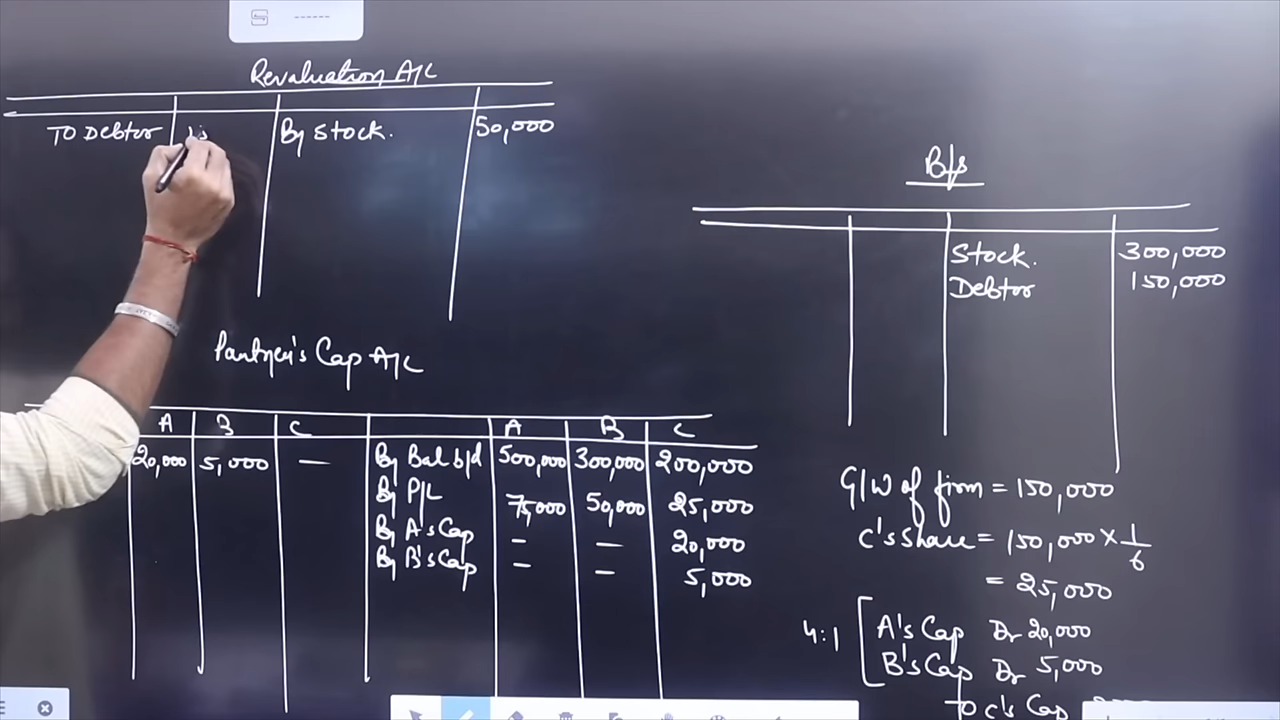 Revaluation A/C
To Debtor By Stock. 50,000
B/s
Stock. 300,000
Debtor 150,000
Partner's Cap A/C
A B C A B C
20,000 5,000 — By Bal b/d 500,000 300,000 200,000
By P/L 75,000 50,000 25,000
By A's Cap - — 20,000
By B's Cap - — 5,000
G/W of firm = 150,000
C's Share = 150,000 × 1/6
= 25,000
4:1
A's Cap Dr 20,000
B's Cap Dr 5,000
To C's Cap